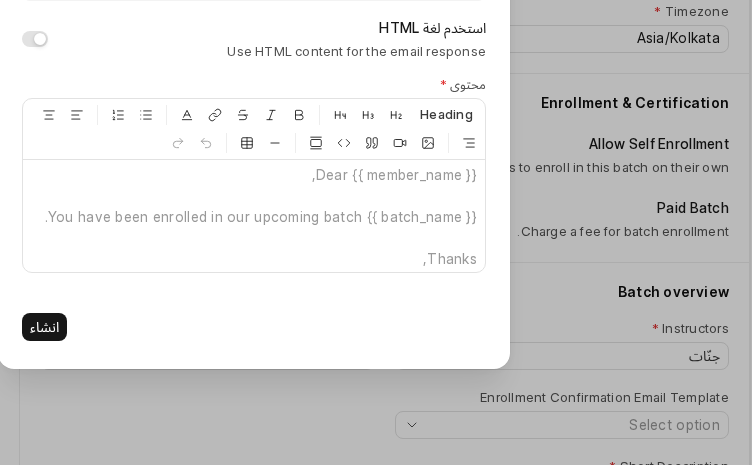 استخدم لغة HTML
Use HTML content for the email response
محتوى *
Heading H2 H3 H4
Dear {{ member_name }},
You have been enrolled in our upcoming batch {{ batch_name }}.
Thanks,
انشاء
Timezone *
Asia/Kolkata
Enrollment & Certification
Allow Self Enrollment
s to enroll in this batch on their own
Paid Batch
Charge a fee for batch enrollment.
Batch overview
Instructors *
جنّات
Enrollment Confirmation Email Template
Select option